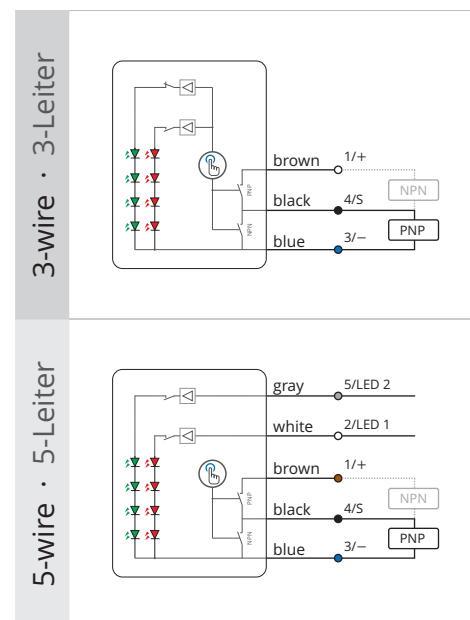 3-wire · 3-Leiter
brown 1/+
PNP
NPN
black 4/S
NPN
PNP
blue 3/−
5-wire · 5-Leiter
gray 5/LED 2
white 2/LED 1
brown 1/+
PNP
NPN
black 4/S
NPN
PNP
blue 3/−